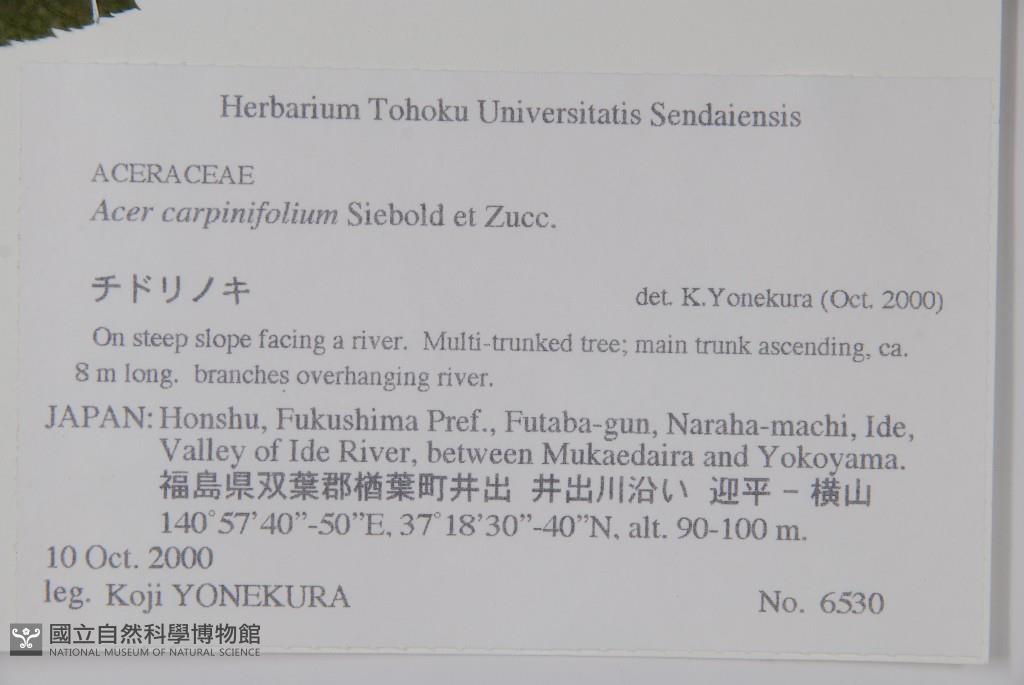 Herbarium Tohoku Universitatis Sendaiensis
ACERACEAE
Acer carpinifolium Siebold et Zucc.
チドリノキ
det. K.Yonekura (Oct. 2000)
On steep slope facing a river. Multi-trunked tree; main trunk ascending, ca.
8 m long. branches overhanging river.
JAPAN: Honshu, Fukushima Pref., Futaba-gun, Naraha-machi, Ide,
Valley of Ide River, between Mukaedaira and Yokoyama.
福島県双葉郡楢葉町井出 井出川沿い 迎平 – 横山
140°57'40”-50”E, 37°18'30”-40”N, alt. 90-100 m.
10 Oct. 2000
leg. Koji YONEKURA
No. 6530
國立自然科學博物館
NATIONAL MUSEUM OF NATURAL SCIENCE